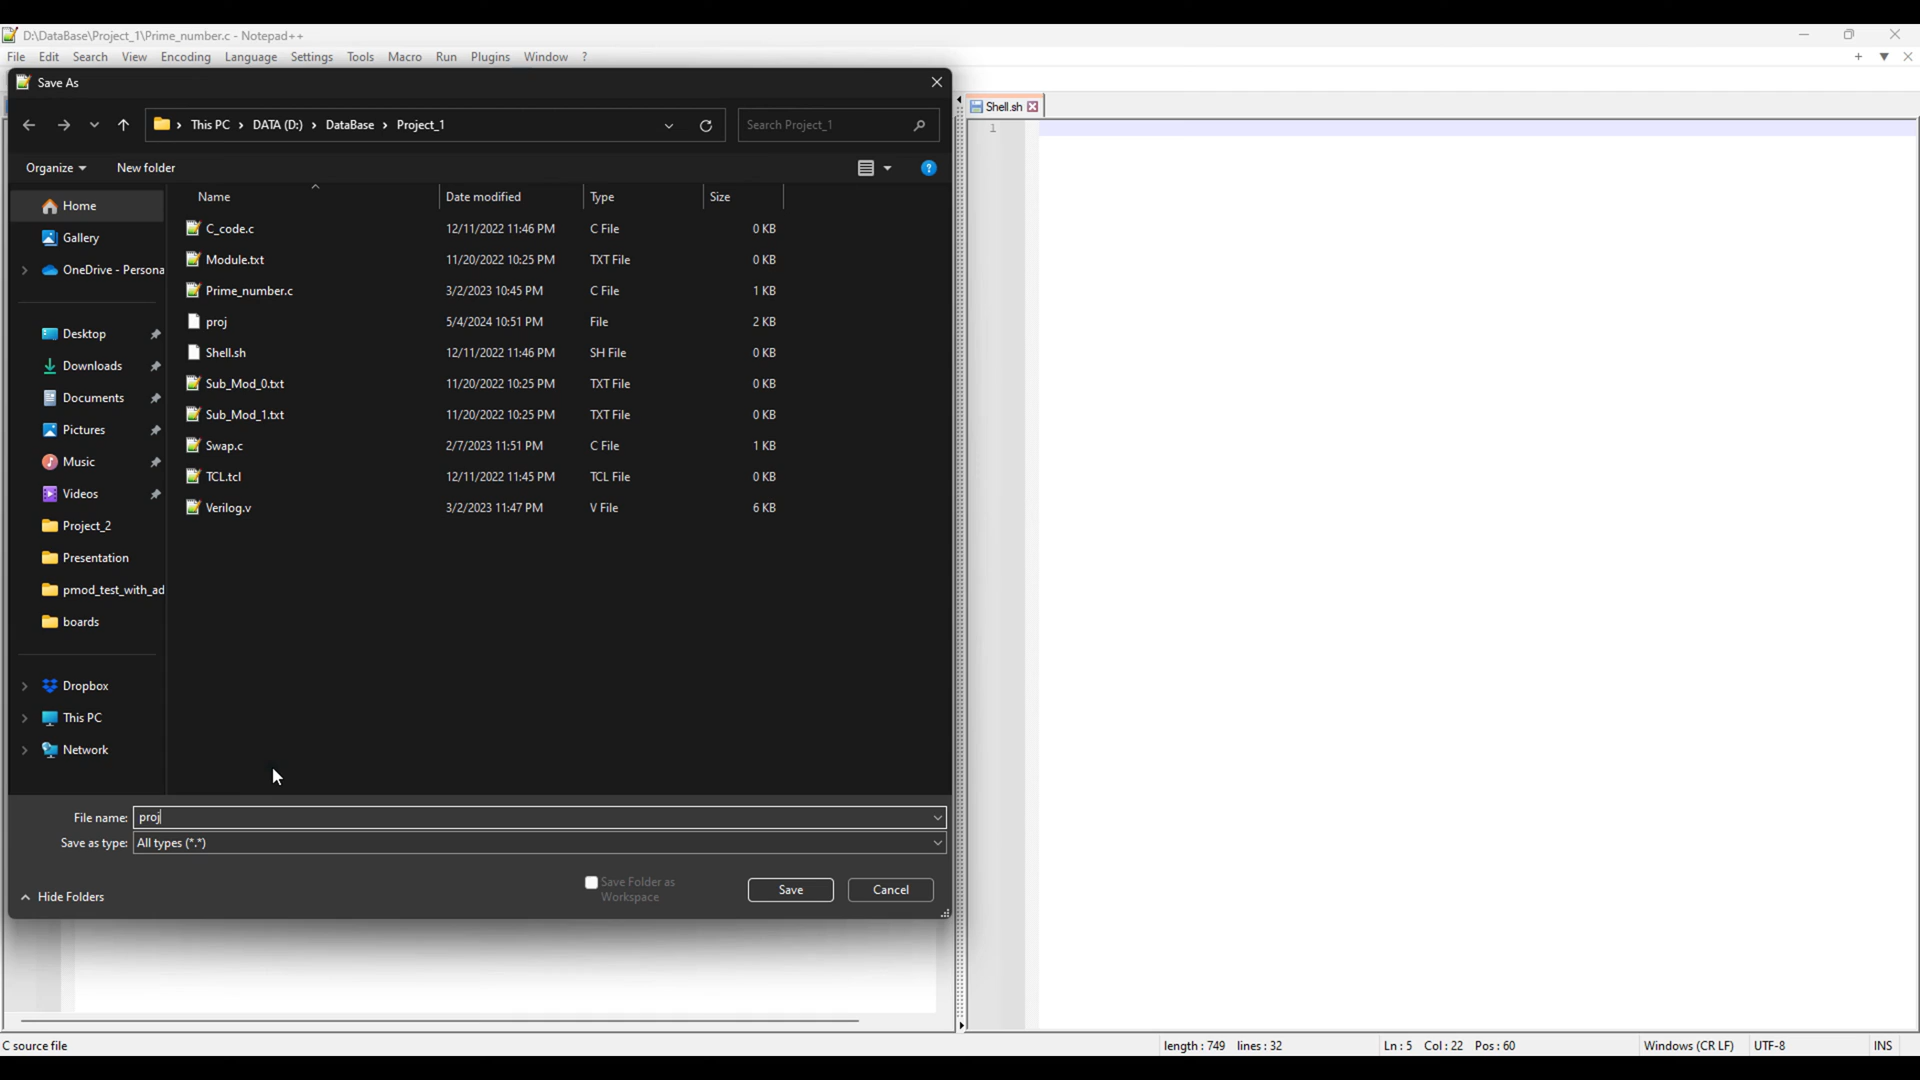 D:\DataBase\Project_1\Prime_number.c - Notepad++
File Edit Search View Encoding Language Settings Tools Macro Run Plugins Window ?
Save As
This PC > DATA (D:) > DataBase > Project_1
Search Project_1
Shell.sh
1
Organize New folder
Name Date modified Type Size
C_code.c 12/11/2022 11:46 PM C File 0 KB
Module.txt 11/20/2022 10:25 PM TXT File 0 KB
Prime_number.c 3/2/2023 10:45 PM C File 1 KB
proj 5/4/2024 10:51 PM File 2 KB
Shell.sh 12/11/2022 11:46 PM SH File 0 KB
Sub_Mod_0.txt 11/20/2022 10:25 PM TXT File 0 KB
Sub_Mod_1.txt 11/20/2022 10:25 PM TXT File 0 KB
Swap.c 2/7/2023 11:51 PM C File 1 KB
TCL.tcl 12/11/2022 11:45 PM TCL File 0 KB
Verilog.v 3/2/2023 11:47 PM V File 6 KB
Home
Gallery
OneDrive - Persona
Desktop
Downloads
Documents
Pictures
Music
Videos
Project_2
Presentation
pmod_test_with_ad
boards
Dropbox
This PC
Network
File name: proj
Save as type: All types (*.*)
Hide Folders
Save Folder as
Workspace
Save Cancel
C source file length : 749 lines : 32 Ln : 5 Col : 22 Pos : 60 Windows (CR LF) UTF-8 INS